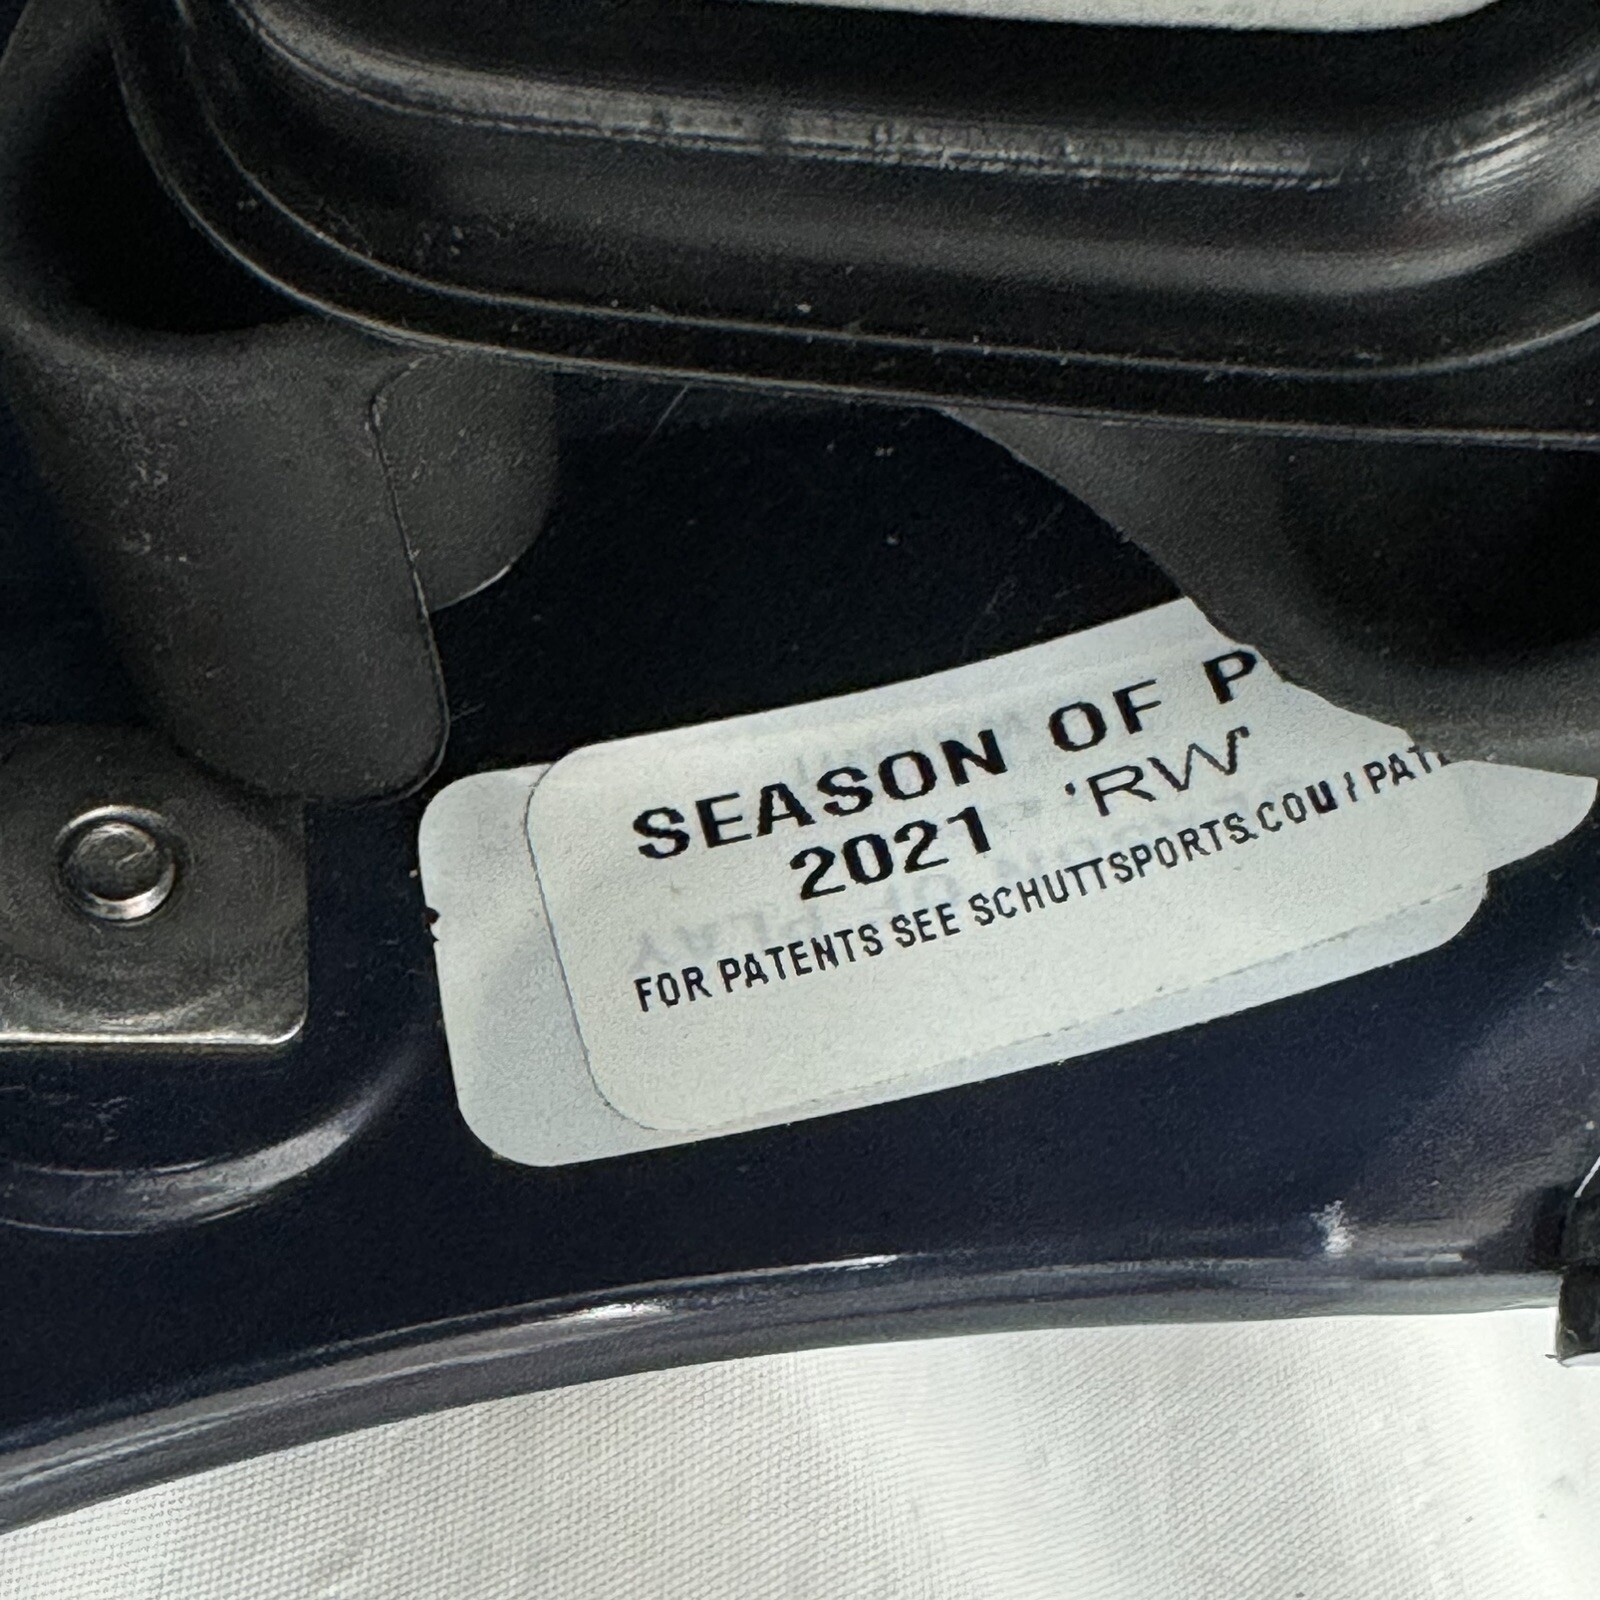 SEASON OF P
2021 'RW'
FOR PATENTS SEE SCHUTTSPORTS.COM/PAT